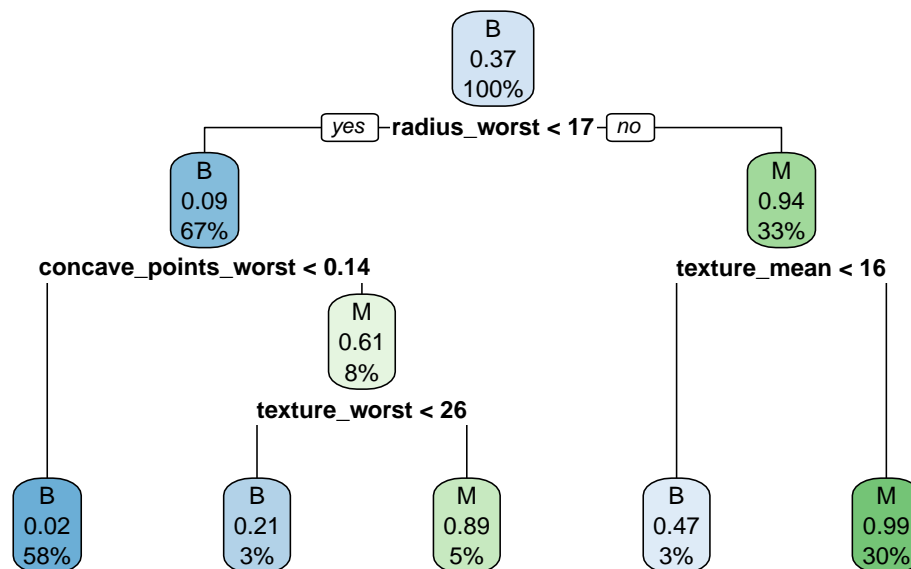 B
0.37
100%
yes radius_worst < 17 no
B
0.09
67%
M
0.94
33%
concave_points_worst < 0.14
texture_mean < 16
M
0.61
8%
texture_worst < 26
B
0.02
58%
B
0.21
3%
M
0.89
5%
B
0.47
3%
M
0.99
30%